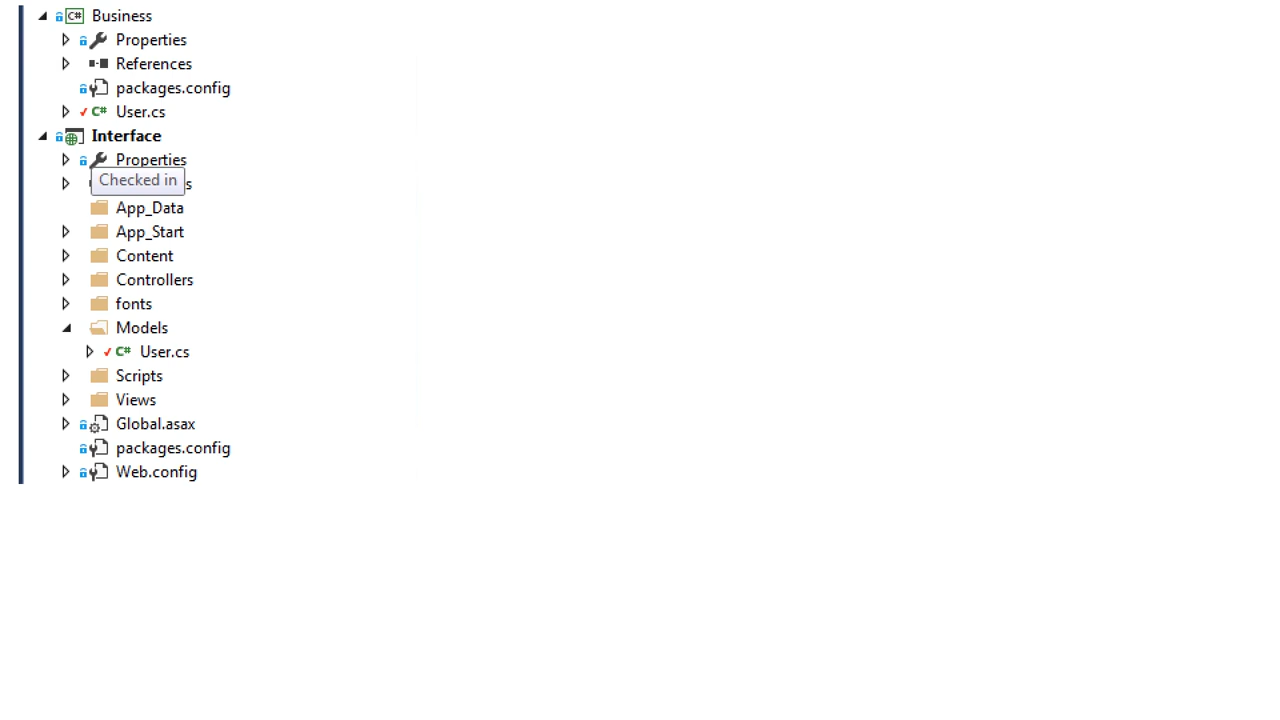 Business
Properties
References
packages.config
C# User.cs
Interface
Properties
Checked in
App_Data
App_Start
Content
Controllers
fonts
Models
C# User.cs
Scripts
Views
Global.asax
packages.config
Web.config